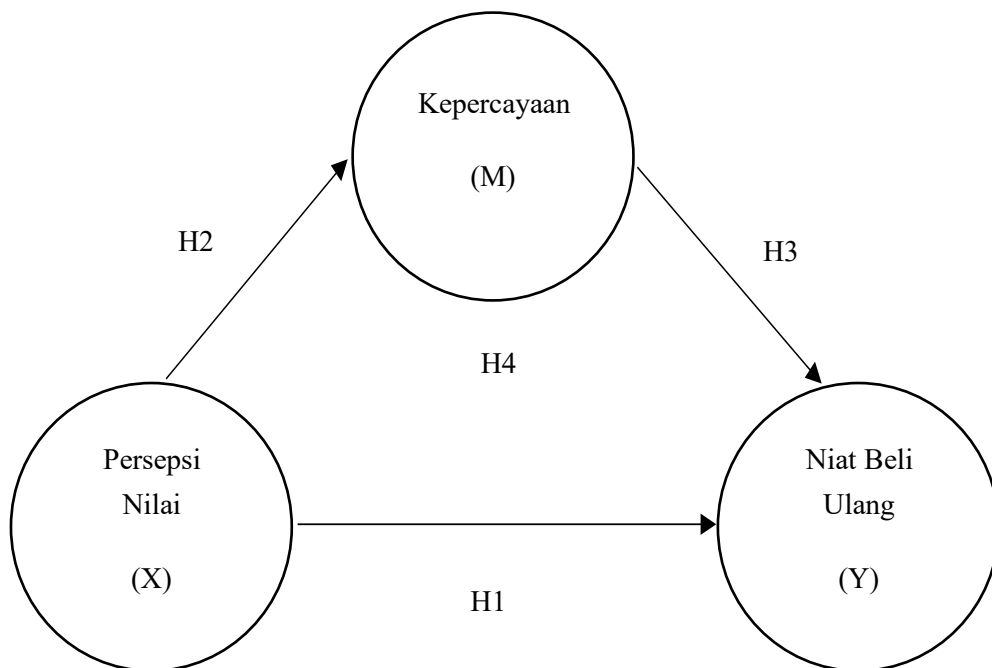 Kepercayaan
(M)
H2
H3
H4
Persepsi
Nilai
(X)
Niat Beli
Ulang
(Y)
H1